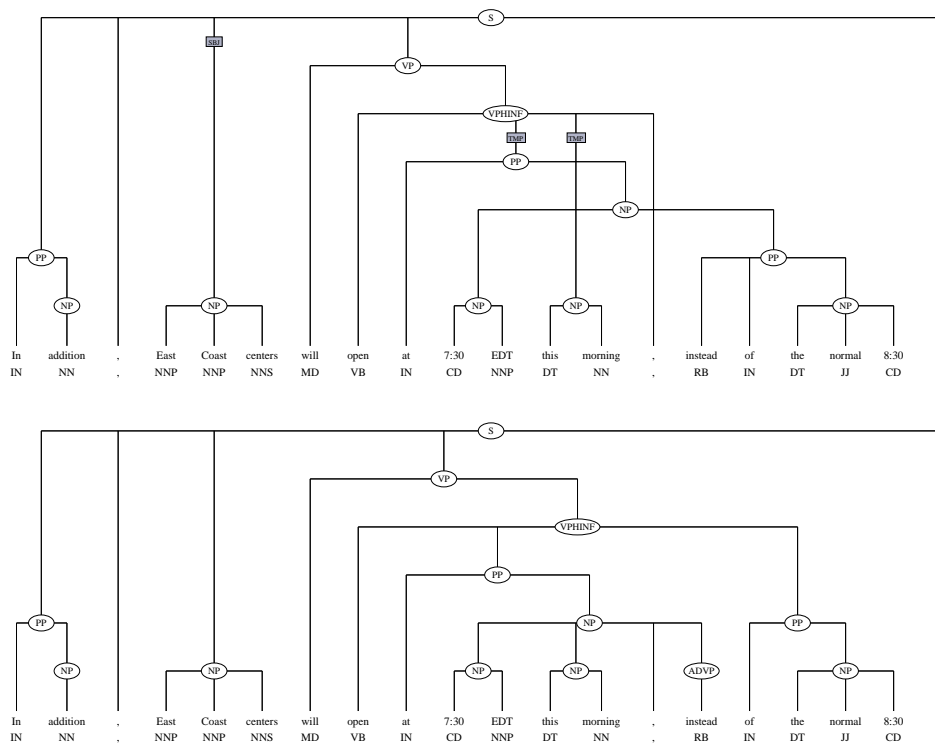 S
SBJ
VP
VPHINF
TMP TMP
PP
NP
PP PP
NP NP NP NP NP
In addition , East Coast centers will open at 7:30 EDT this morning , instead of the normal 8:30
IN NN , NNP NNP NNS MD VB IN CD NNP DT NN , RB IN DT JJ CD
S
VP
VPHINF
PP
PP NP PP
NP NP NP NP ADVP NP
In addition , East Coast centers will open at 7:30 EDT this morning , instead of the normal 8:30
IN NN , NNP NNP NNS MD VB IN CD NNP DT NN , RB IN DT JJ CD